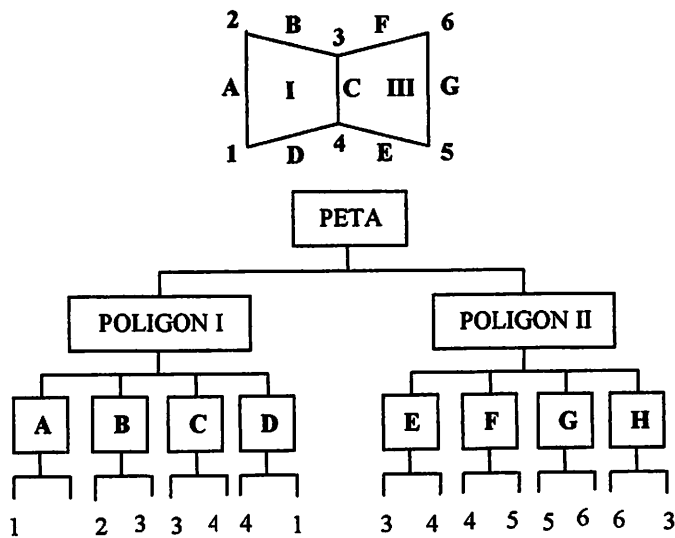 2 B 3 F 6
A I C III G
1 D 4 E 5
PETA
POLIGON I POLIGON II
A B C D E F G H
1 2 3 3 4 4 1 3 4 4 5 5 6 6 3